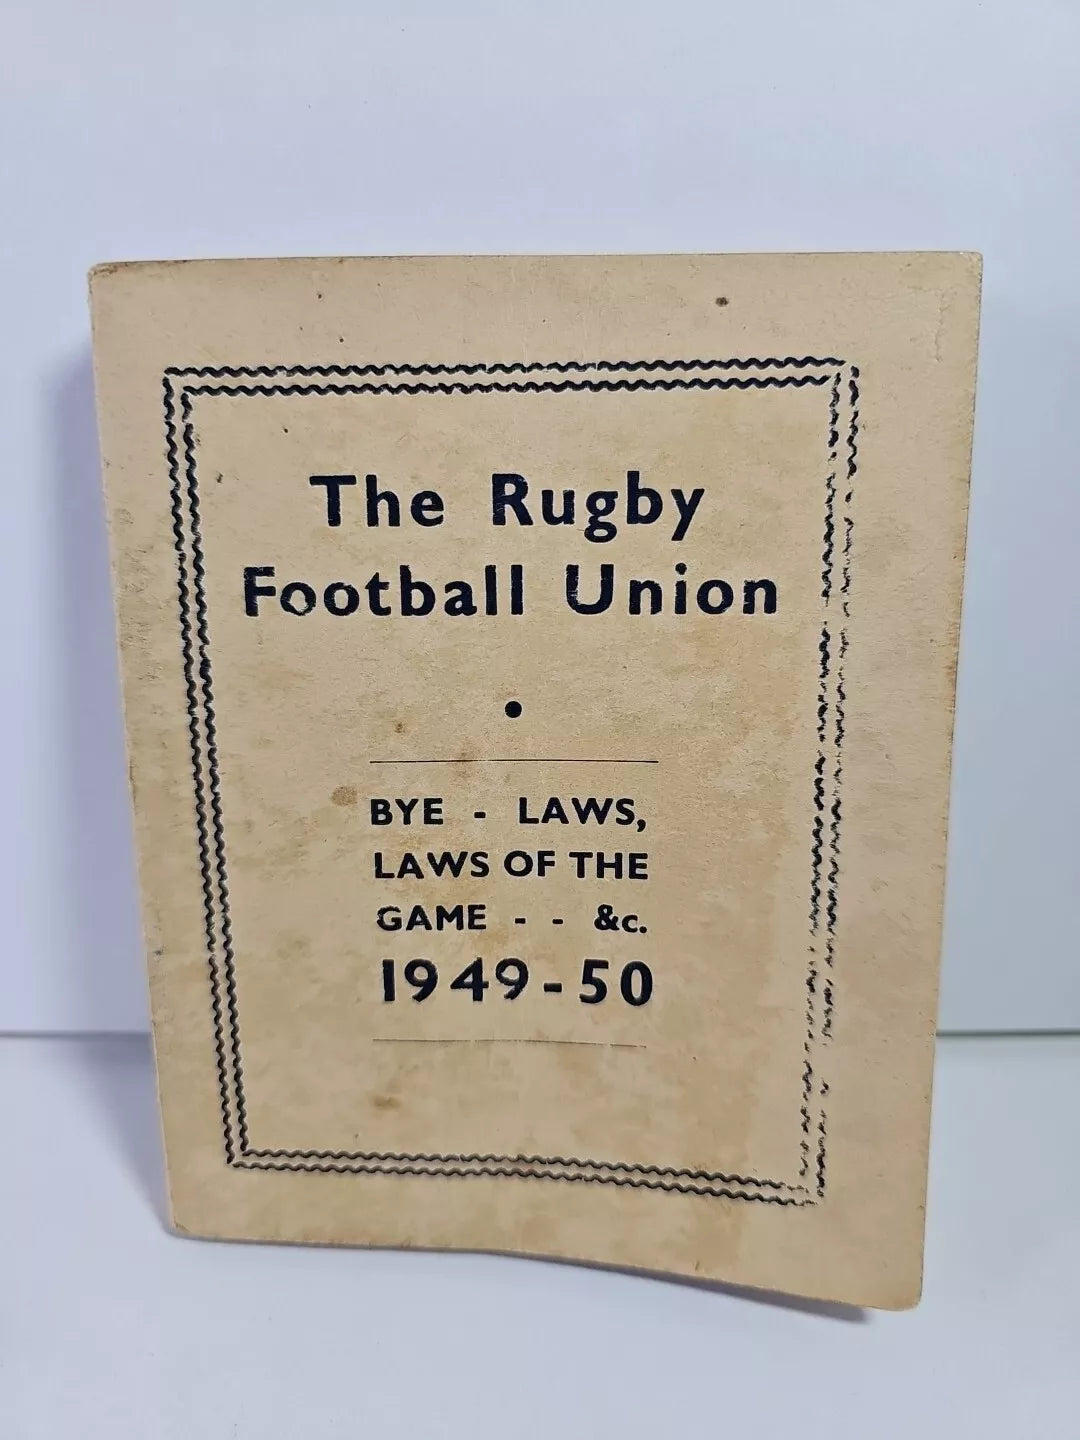 The Rugby
Football Union
•
BYE - LAWS,
LAWS OF THE
GAME - - &c.
1949-50